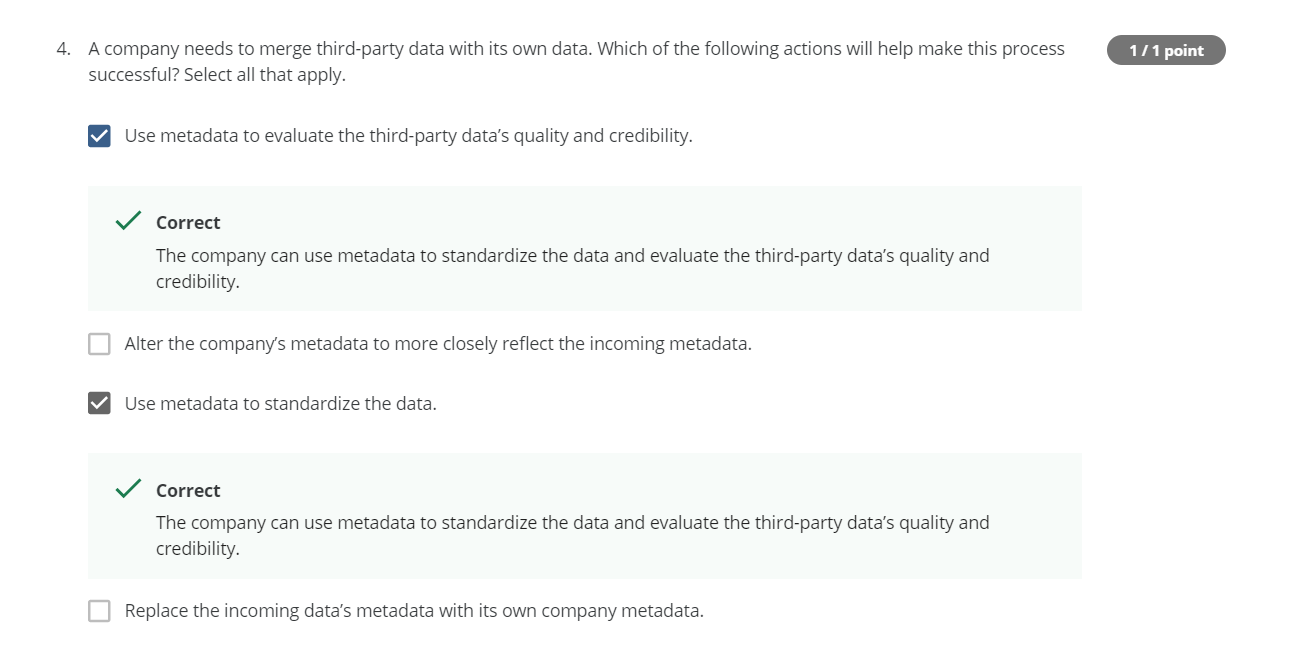 4. A company needs to merge third-party data with its own data. Which of the following actions will help make this process
successful? Select all that apply.
1 / 1 point
Use metadata to evaluate the third-party data’s quality and credibility.
Correct
The company can use metadata to standardize the data and evaluate the third-party data’s quality and
credibility.
Alter the company’s metadata to more closely reflect the incoming metadata.
Use metadata to standardize the data.
Correct
The company can use metadata to standardize the data and evaluate the third-party data’s quality and
credibility.
Replace the incoming data’s metadata with its own company metadata.